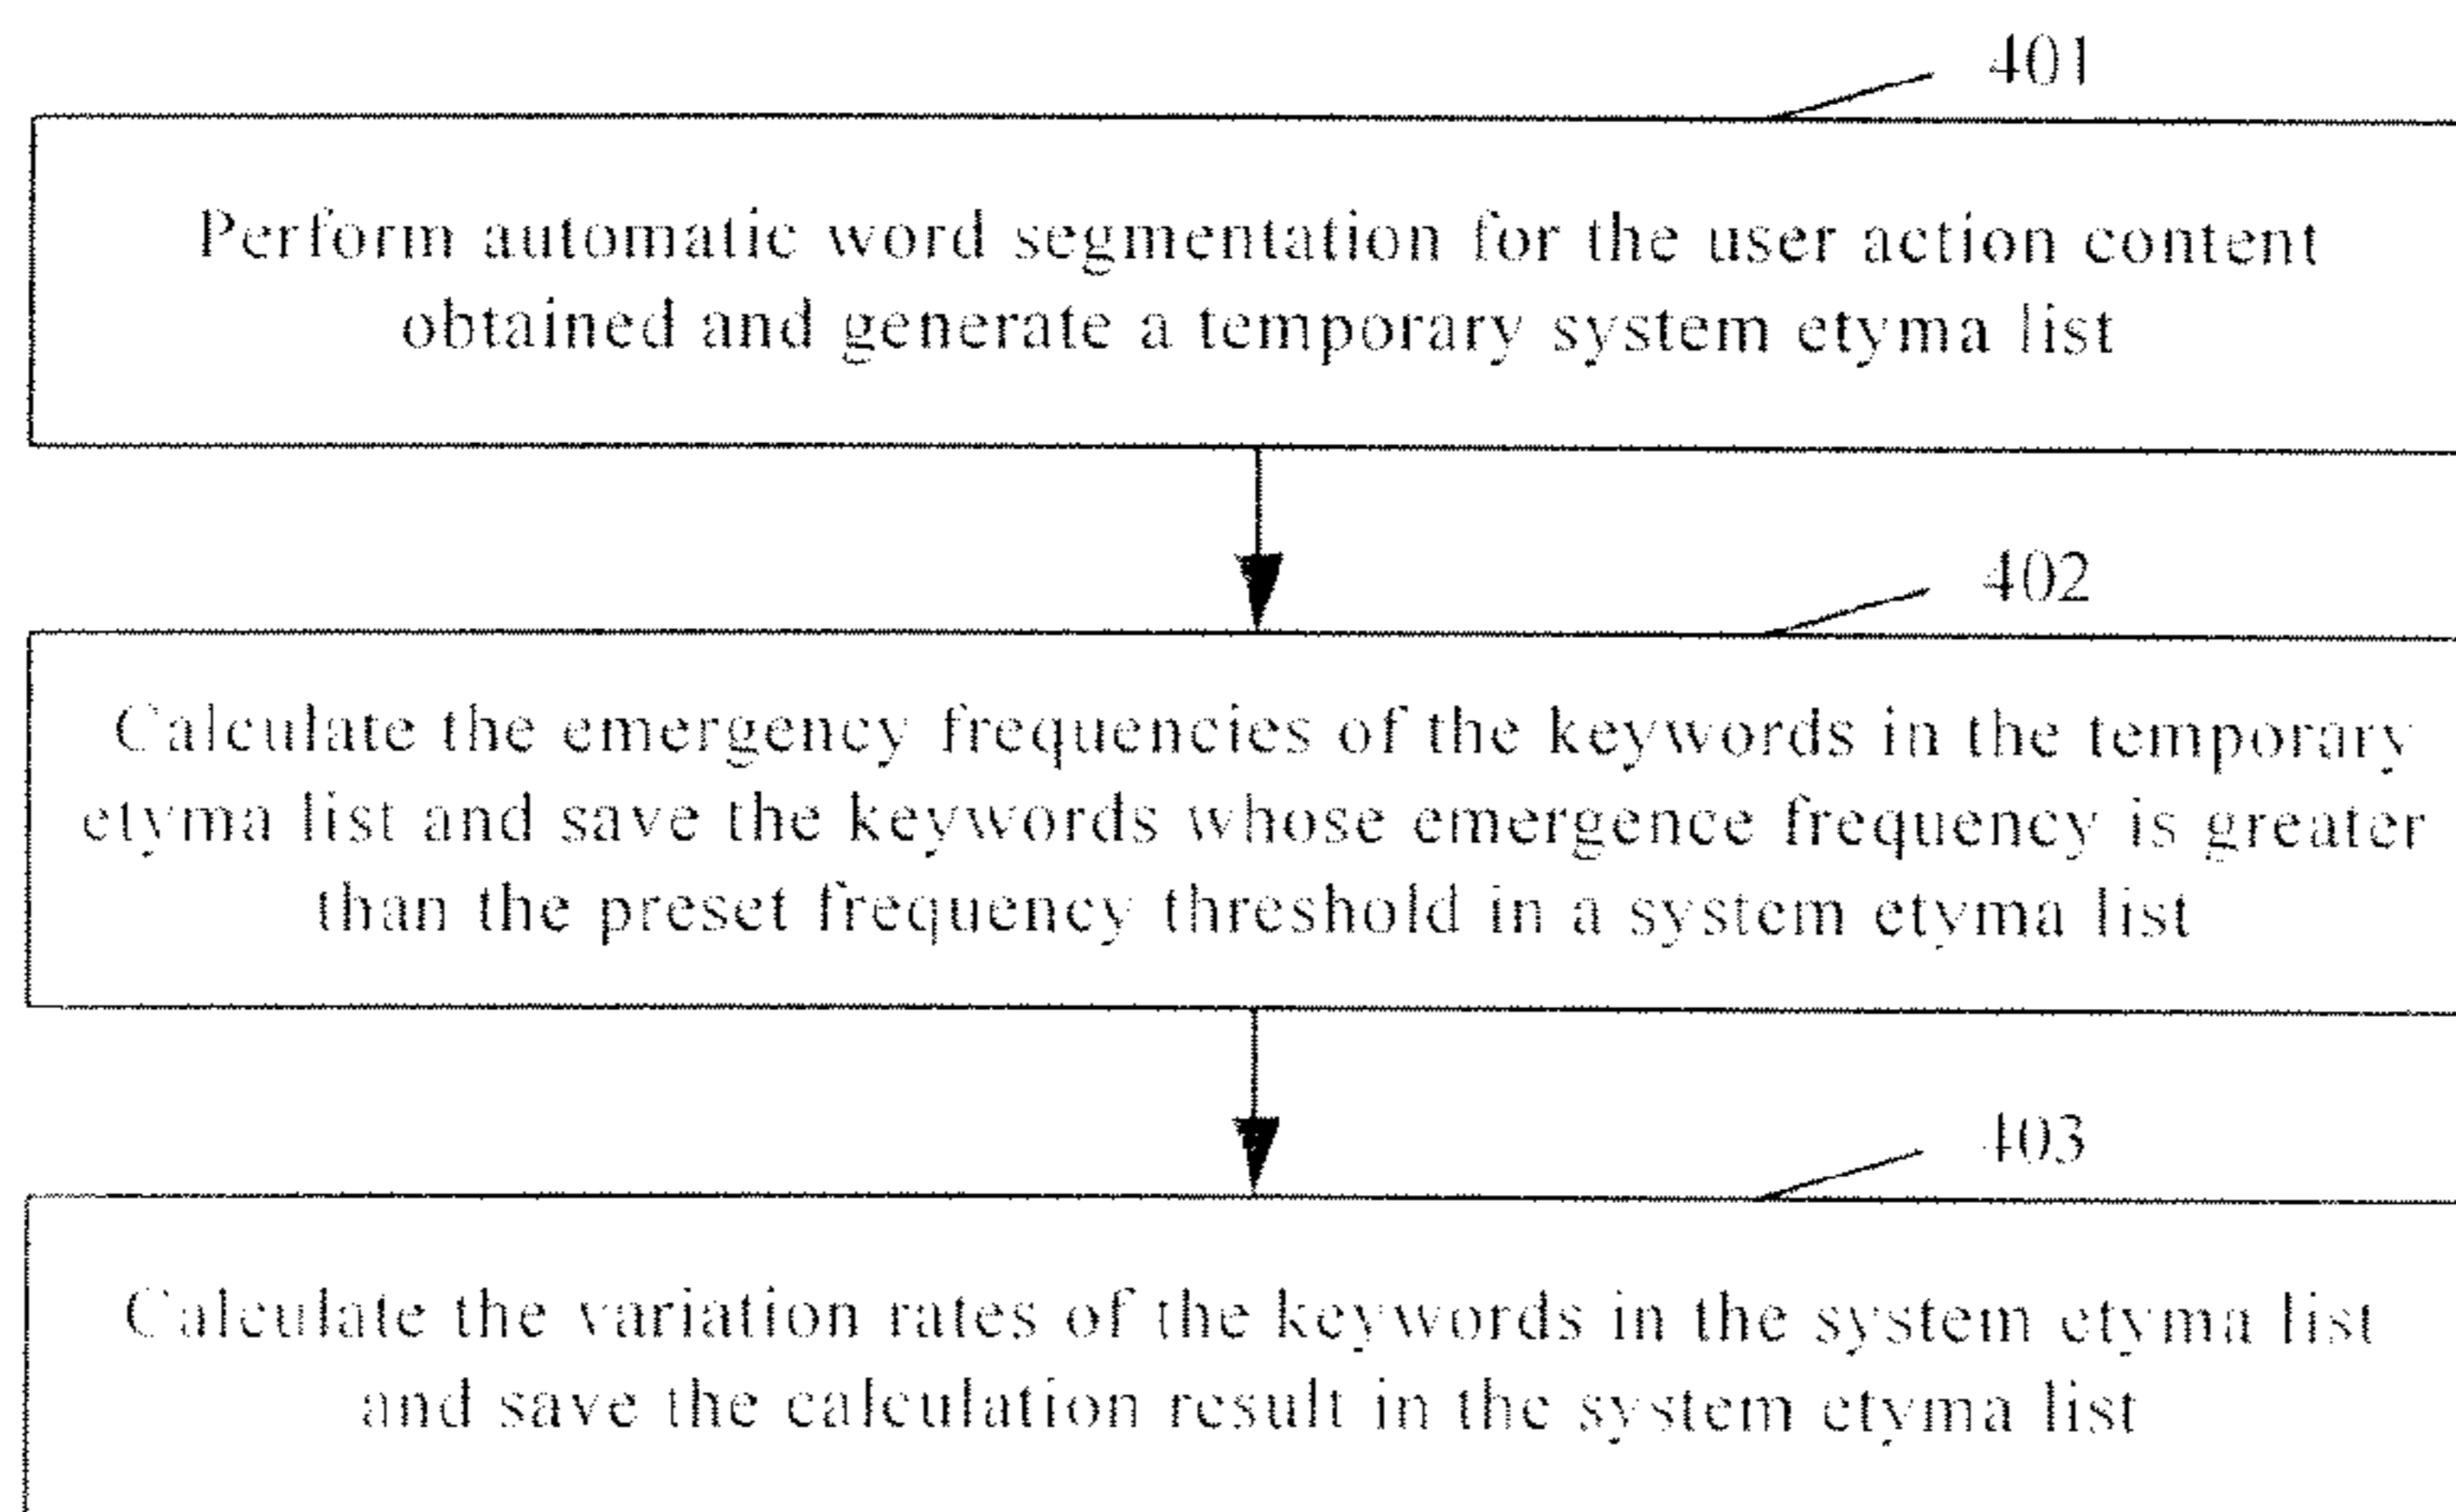 401
Perform automatic word segmentation for the user action content
obtained and generate a temporary system etyma list
402
Calculate the emergency frequencies of the keywords in the temporary
etyma list and save the keywords whose emergence frequency is greater
than the preset frequency threshold in a system etyma list
403
Calculate the variation rates of the keywords in the system etyma list
and save the calculation result in the system etyma list